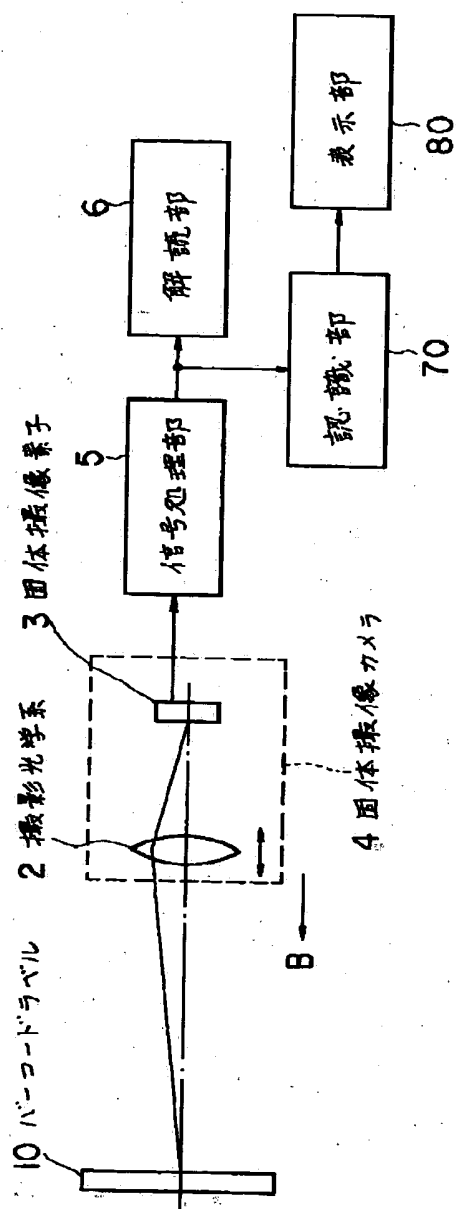 10 バーコードラベル
2 撮影光学系
3 固体撮像素子
4 固体撮像カメラ
B
5
信号処理部
6
解読部
認識部
70
表示部
80